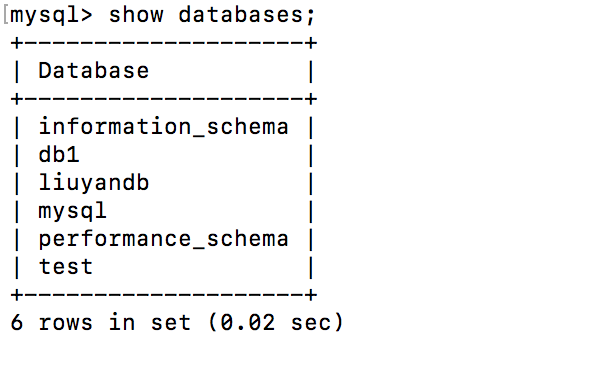 [mysql> show databases;
+--------------------+
| Database           |
+--------------------+
| information_schema |
| db1                |
| liuyandb           |
| mysql              |
| performance_schema |
| test               |
+--------------------+
6 rows in set (0.02 sec)